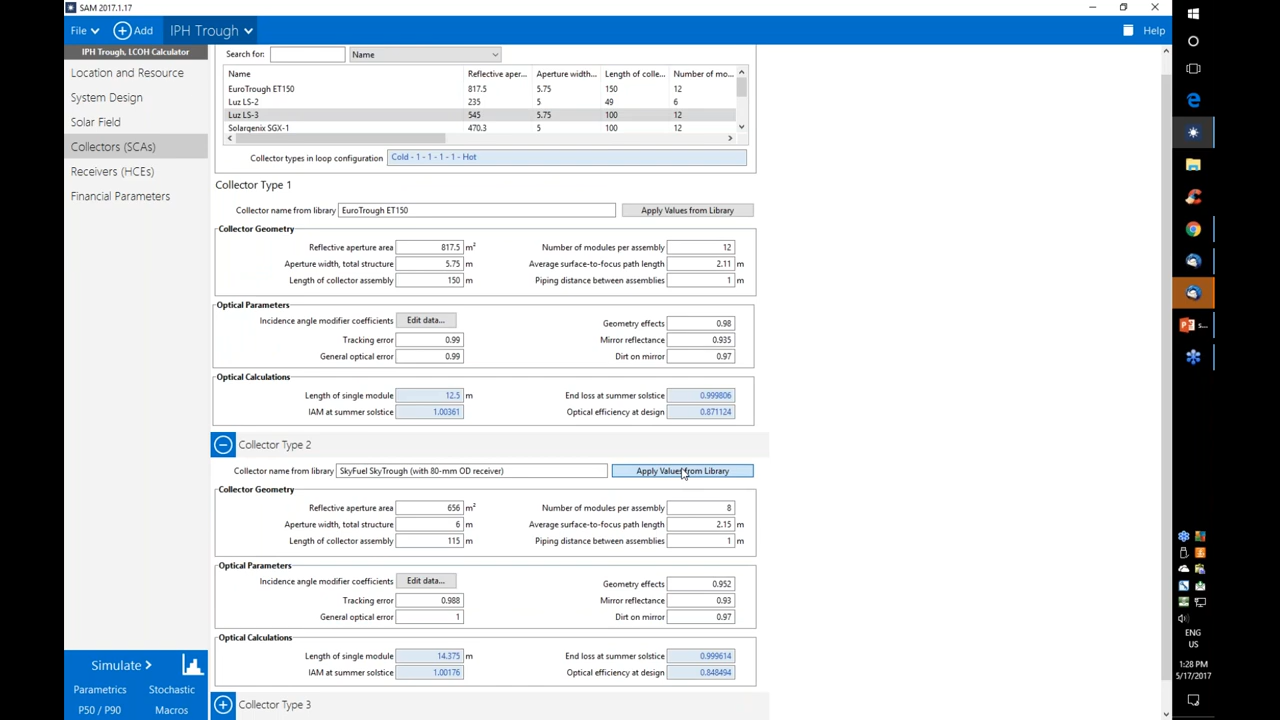 SAM 2017.1.17
File
Add
IPH Trough
Help
IPH Trough, LCOH Calculator
Location and Resource
System Design
Solar Field
Collectors (SCAs)
Receivers (HCEs)
Financial Parameters
Search for:
Name
Name Reflective aper... Aperture width... Length of colle... Number of mo...
EuroTrough ET150 817.5 5.75 150 12
Luz LS-2 235 5 49 6
Luz LS-3 545 5.75 100 12
Solargenix SGX-1 470.3 5 100 12
Collector types in loop configuration Cold - 1 - 1 - 1 - 1 - Hot
Collector Type 1
Collector name from library EuroTrough ET150 Apply Values from Library
Collector Geometry
Reflective aperture area 817.5 m² Number of modules per assembly 12
Aperture width, total structure 5.75 m Average surface-to-focus path length 2.11 m
Length of collector assembly 150 m Piping distance between assemblies 1 m
Optical Parameters
Incidence angle modifier coefficients Edit data... Geometry effects 0.98
Tracking error 0.99 Mirror reflectance 0.935
General optical error 0.99 Dirt on mirror 0.97
Optical Calculations
Length of single module 12.5 m End loss at summer solstice 0.999806
IAM at summer solstice 1.00361 Optical efficiency at design 0.871124
Collector Type 2
Collector name from library SkyFuel SkyTrough (with 80-mm OD receiver) Apply Values from Library
Collector Geometry
Reflective aperture area 656 m² Number of modules per assembly 8
Aperture width, total structure 6 m Average surface-to-focus path length 2.15 m
Length of collector assembly 115 m Piping distance between assemblies 1 m
Optical Parameters
Incidence angle modifier coefficients Edit data... Geometry effects 0.952
Tracking error 0.988 Mirror reflectance 0.93
General optical error 1 Dirt on mirror 0.97
Optical Calculations
Length of single module 14.375 m End loss at summer solstice 0.999614
IAM at summer solstice 1.00176 Optical efficiency at design 0.848494
Collector Type 3
Simulate >
Parametrics Stochastic
P50 / P90 Macros
s...
ENG
US
1:28 PM
5/17/2017